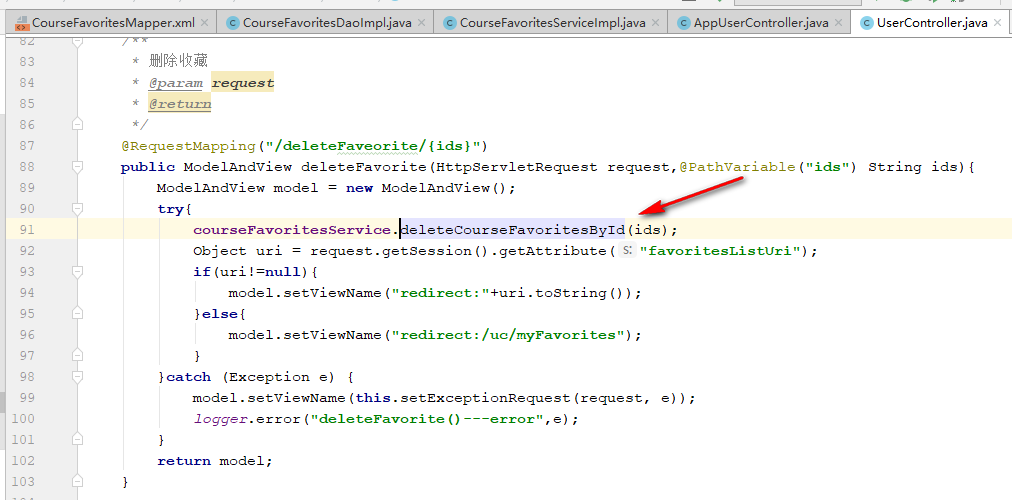 CourseFavoritesMapper.xml × CourseFavoritesDaoImpl.java × CourseFavoritesServiceImpl.java × AppUserController.java × UserController.java ×
82 /**
83 * 删除收藏
84 * @param request
85 * @return
86 */
87 @RequestMapping("/deleteFaveorite/{ids}")
88 public ModelAndView deleteFavorite(HttpServletRequest request,@PathVariable("ids") String ids){
89 ModelAndView model = new ModelAndView();
90 try{
91 courseFavoritesService.deleteCourseFavoritesById(ids);
92 Object uri = request.getSession().getAttribute( s: "favoritesListUri");
93 if(uri!=null){
94 model.setViewName("redirect:"+uri.toString());
95 }else{
96 model.setViewName("redirect:/uc/myFavorites");
97 }
98 }catch (Exception e) {
99 model.setViewName(this.setExceptionRequest(request, e));
100 logger.error("deleteFavorite()---error",e);
101 }
102 return model;
103 }